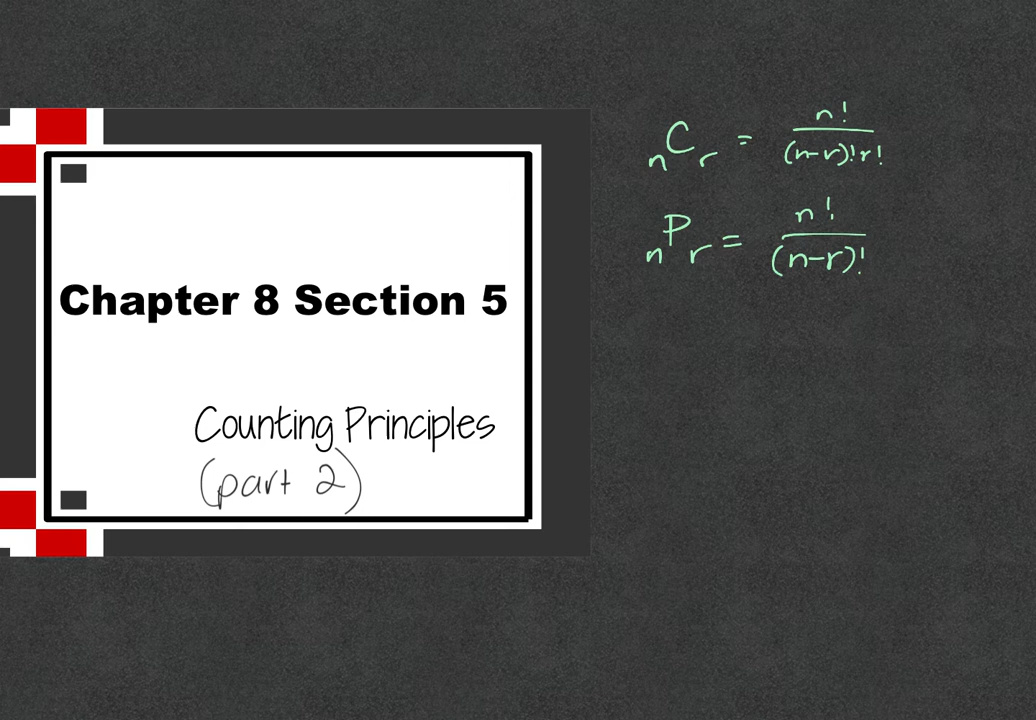 Chapter 8 Section 5
Counting Principles
(part 2)
nCr = n! / (n-r)!r!
nPr = n! / (n-r)!